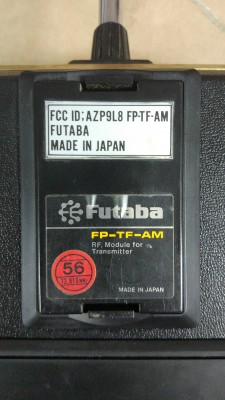 FCC ID:AZP9L8 FP-TF-AM
FUTABA
MADE IN JAPAN
Futaba
FP-TF-AM
RF. Module for
Transmitter
56
MADE IN JAPAN